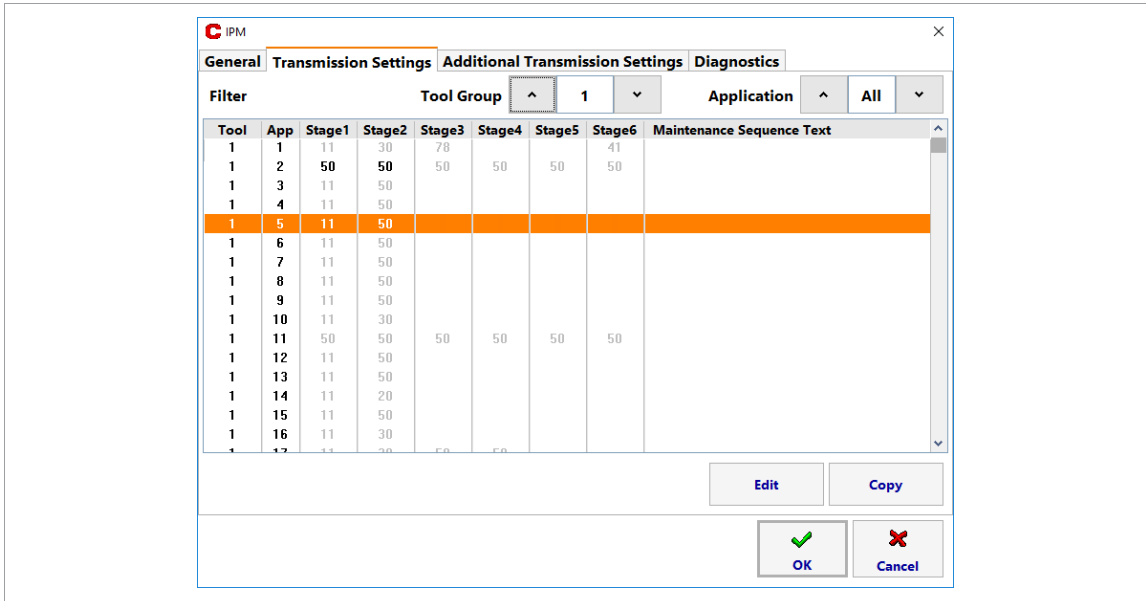 C IPM
General Transmission Settings Additional Transmission Settings Diagnostics
Filter Tool Group 1 Application All
Tool App Stage1 Stage2 Stage3 Stage4 Stage5 Stage6 Maintenance Sequence Text
1 1 11 30 78 41
1 2 50 50 50 50 50 50
1 3 11 50
1 4 11 50
1 5 11 50
1 6 11 50
1 7 11 50
1 8 11 50
1 9 11 50
1 10 11 30
1 11 50 50 50 50 50 50
1 12 11 50
1 13 11 50
1 14 11 20
1 15 11 50
1 16 11 30
Edit Copy
OK Cancel